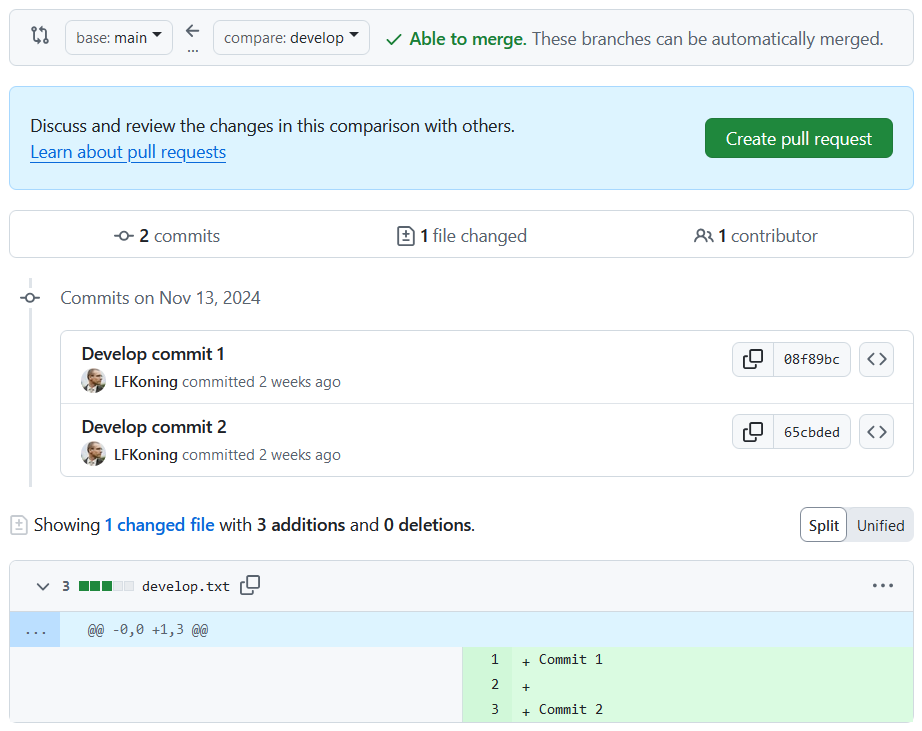 base: main ... compare: develop Able to merge. These branches can be automatically merged.
Discuss and review the changes in this comparison with others.
Learn about pull requests
Create pull request
2 commits 1 file changed 1 contributor
Commits on Nov 13, 2024
Develop commit 1
LFKoning committed 2 weeks ago
08f89bc
Develop commit 2
LFKoning committed 2 weeks ago
65cbded
Showing 1 changed file with 3 additions and 0 deletions.
Split Unified
3 develop.txt
... @@ -0,0 +1,3 @@
1 + Commit 1
2 +
3 + Commit 2